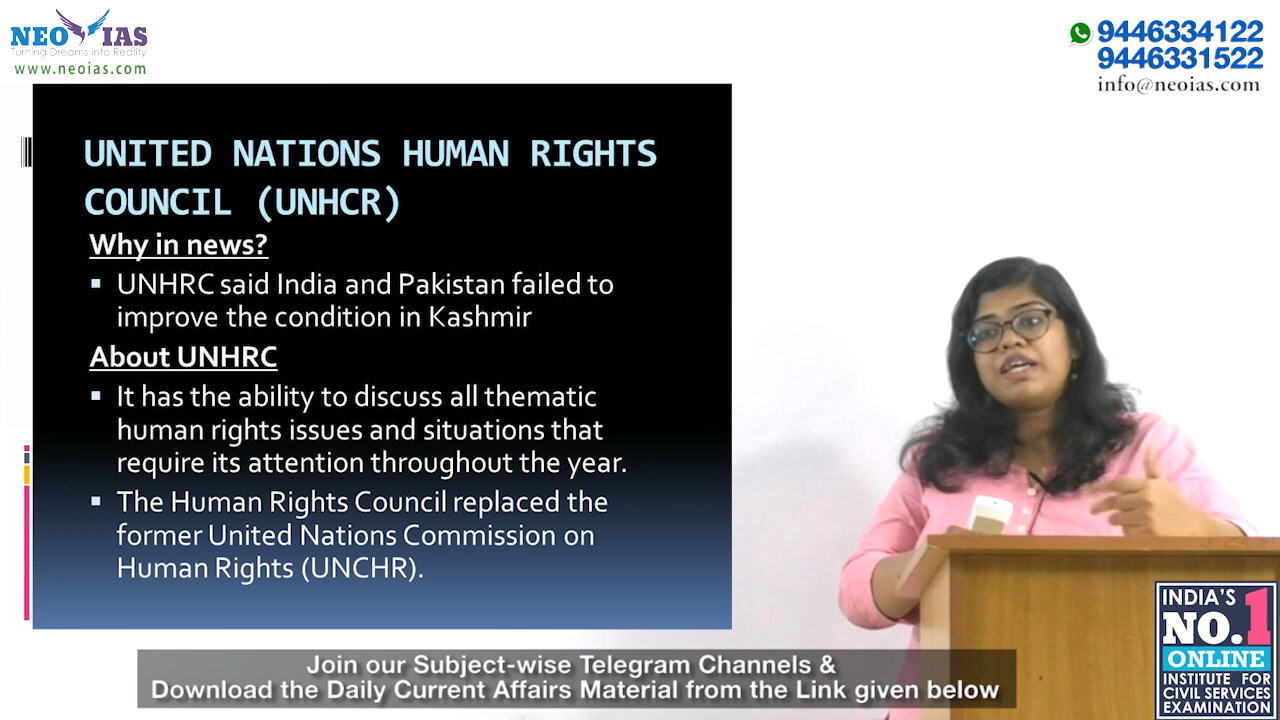 NEO IAS
Turning Dreams into Reality
www.neoias.com
9446334122
9446331522
info@neoias.com
UNITED NATIONS HUMAN RIGHTS
COUNCIL (UNHCR)
Why in news?
UNHRC said India and Pakistan failed to
improve the condition in Kashmir
About UNHRC
It has the ability to discuss all thematic
human rights issues and situations that
require its attention throughout the year.
The Human Rights Council replaced the
former United Nations Commission on
Human Rights (UNCHR).
Join our Subject-wise Telegram Channels &
Download the Daily Current Affairs Material from the Link given below
INDIA'S
NO.1
ONLINE
INSTITUTE FOR
CIVIL SERVICES
EXAMINATION